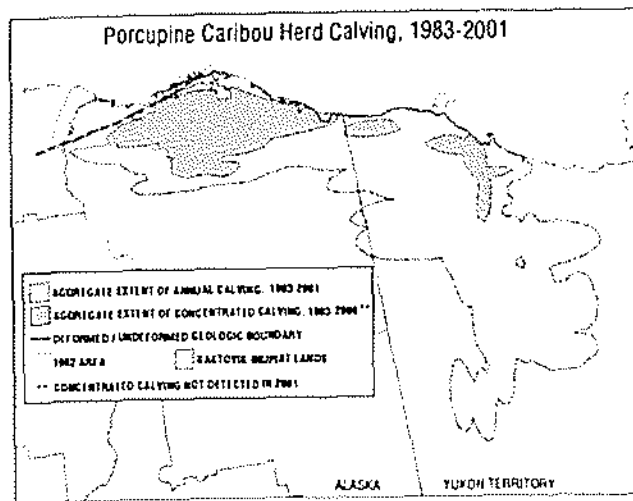 Porcupine Caribou Herd Calving, 1983-2001
AGGREGATE EXTENT OF ANNUAL CALVING, 1983-2001
AGGREGATE EXTENT OF CONCENTRATED CALVING, 1983-2000**
DEFORMED / UNDEFORMED GEOLOGIC BOUNDARY
1002 AREA
KAKTOVIK INUPIAT LANDS
** CONCENTRATED CALVING NOT DETECTED IN 2001
ALASKA
YUKON TERRITORY